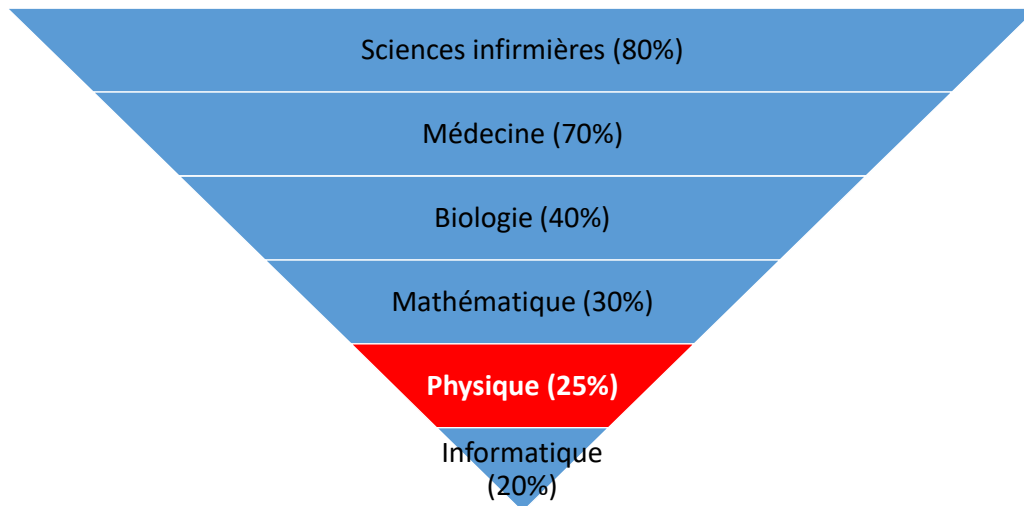 Sciences infirmières (80%)
Médecine (70%)
Biologie (40%)
Mathématique (30%)
Physique (25%)
Informatique
(20%)